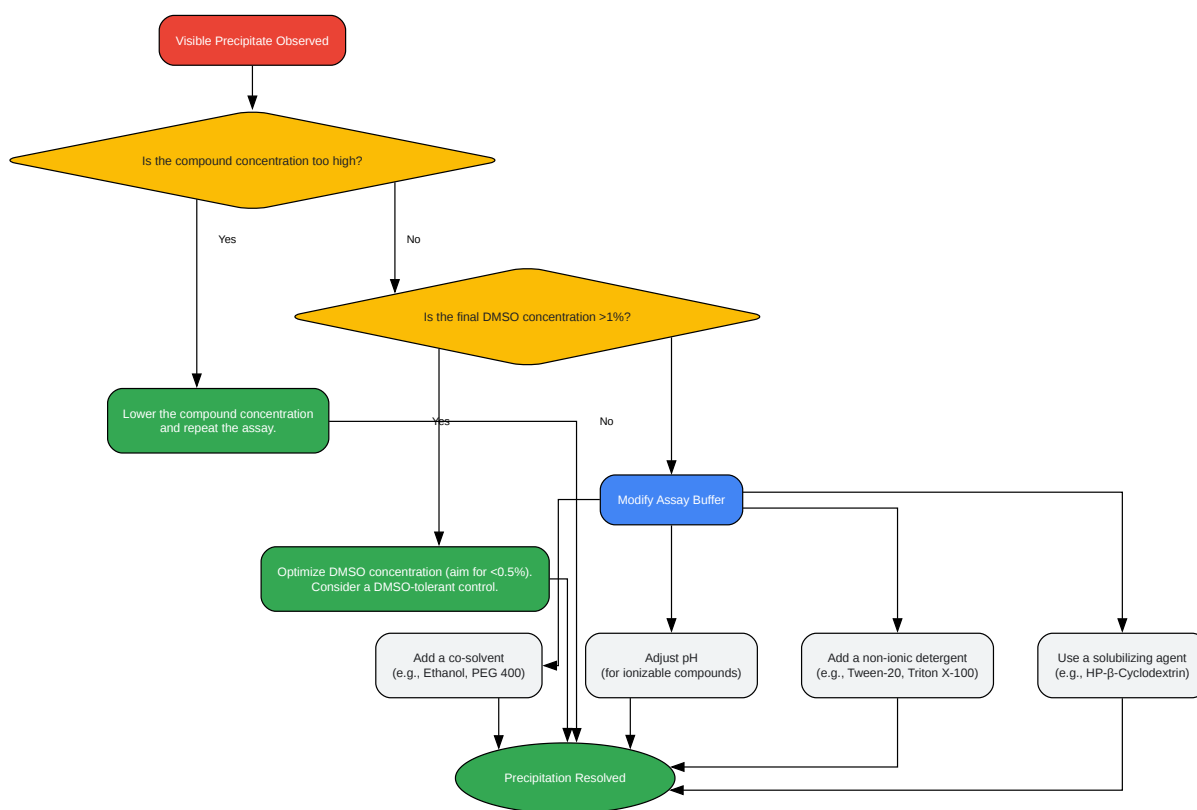 Visible Precipitate Observed
Is the compound concentration too high?
Yes
No
Is the final DMSO concentration >1%?
Lower the compound concentration
and repeat the assay.
Yes
No
Modify Assay Buffer
Optimize DMSO concentration (aim for <0.5%).
Consider a DMSO-tolerant control.
Add a co-solvent
(e.g., Ethanol, PEG 400)
Adjust pH
(for ionizable compounds)
Add a non-ionic detergent
(e.g., Tween-20, Triton X-100)
Use a solubilizing agent
(e.g., HP-β-Cyclodextrin)
Precipitation Resolved